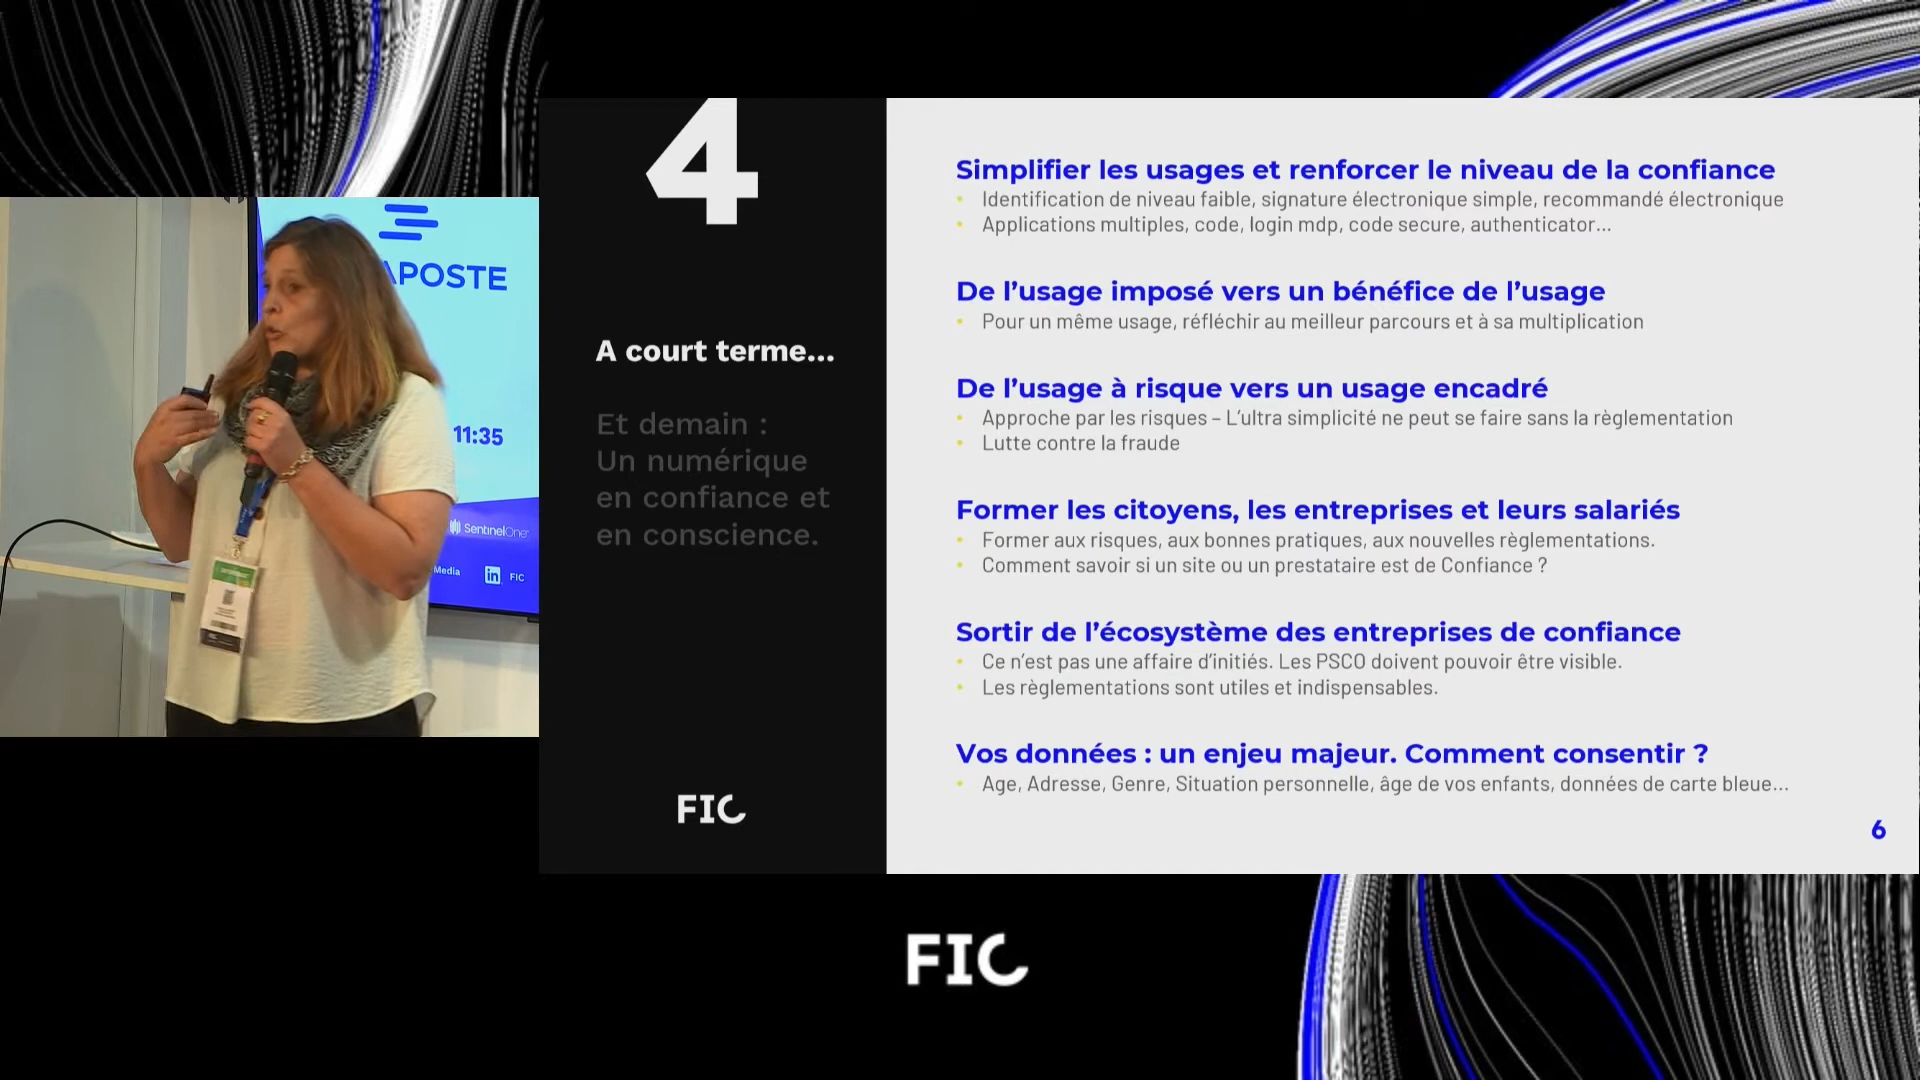 APOSTE
11:35
SentinelOne
Media
FIC
4
A court terme...
Et demain :
Un numérique
en confiance et
en conscience.
FIC
Simplifier les usages et renforcer le niveau de la confiance
• Identification de niveau faible, signature électronique simple, recommandé électronique
• Applications multiples, code, login mdp, code secure, authenticator...
De l’usage imposé vers un bénéfice de l’usage
• Pour un même usage, réfléchir au meilleur parcours et à sa multiplication
De l’usage à risque vers un usage encadré
• Approche par les risques – L’ultra simplicité ne peut se faire sans la règlementation
• Lutte contre la fraude
Former les citoyens, les entreprises et leurs salariés
• Former aux risques, aux bonnes pratiques, aux nouvelles règlementations.
• Comment savoir si un site ou un prestataire est de Confiance ?
Sortir de l’écosystème des entreprises de confiance
• Ce n’est pas une affaire d’initiés. Les PSCO doivent pouvoir être visible.
• Les règlementations sont utiles et indispensables.
Vos données : un enjeu majeur. Comment consentir ?
• Age, Adresse, Genre, Situation personnelle, âge de vos enfants, données de carte bleue...
6
FIC